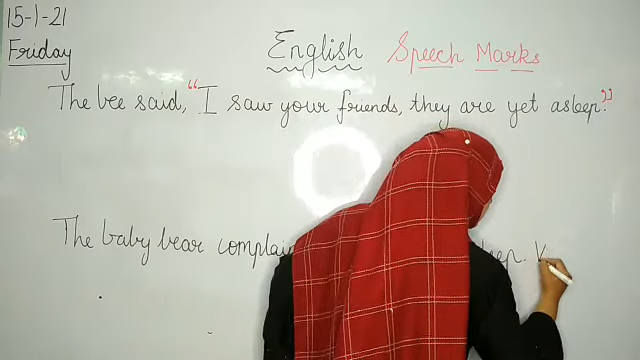 15-1-21
Friday
English Speech Marks
The bee said, "I saw your friends, they are yet asleep."
The baby bear